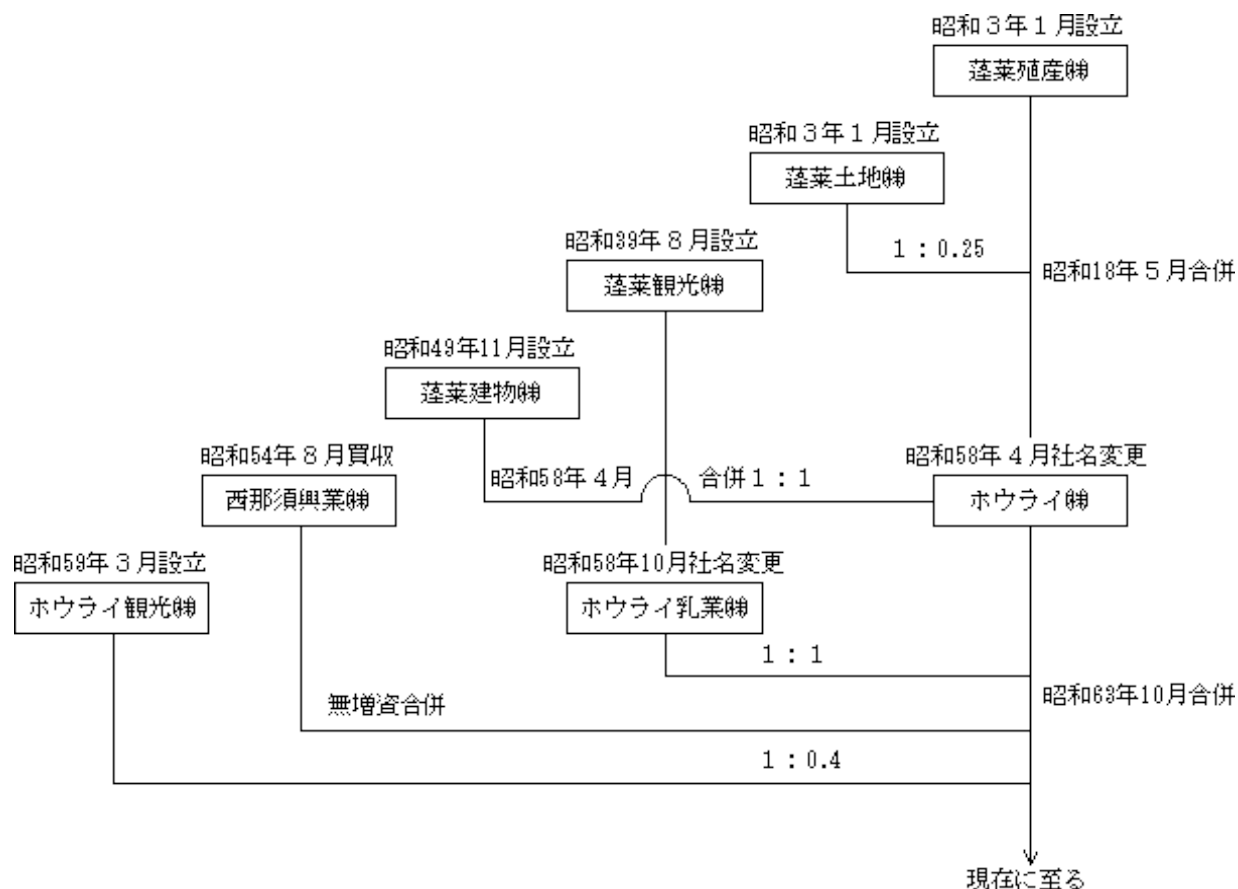 昭和３年１月設立
蓬莱殖産㈱
昭和３年１月設立
蓬莱土地㈱
1 : 0.25
昭和18年５月合併
昭和39年８月設立
蓬莱観光㈱
昭和49年11月設立
蓬莱建物㈱
昭和54年８月買収
西那須興業㈱
昭和58年４月 合併１：１
昭和58年４月社名変更
ホウライ㈱
昭和59年３月設立
ホウライ観光㈱
昭和58年10月社名変更
ホウライ乳業㈱
1 : 1
昭和63年10月合併
無増資合併
1 : 0.4
現在に至る